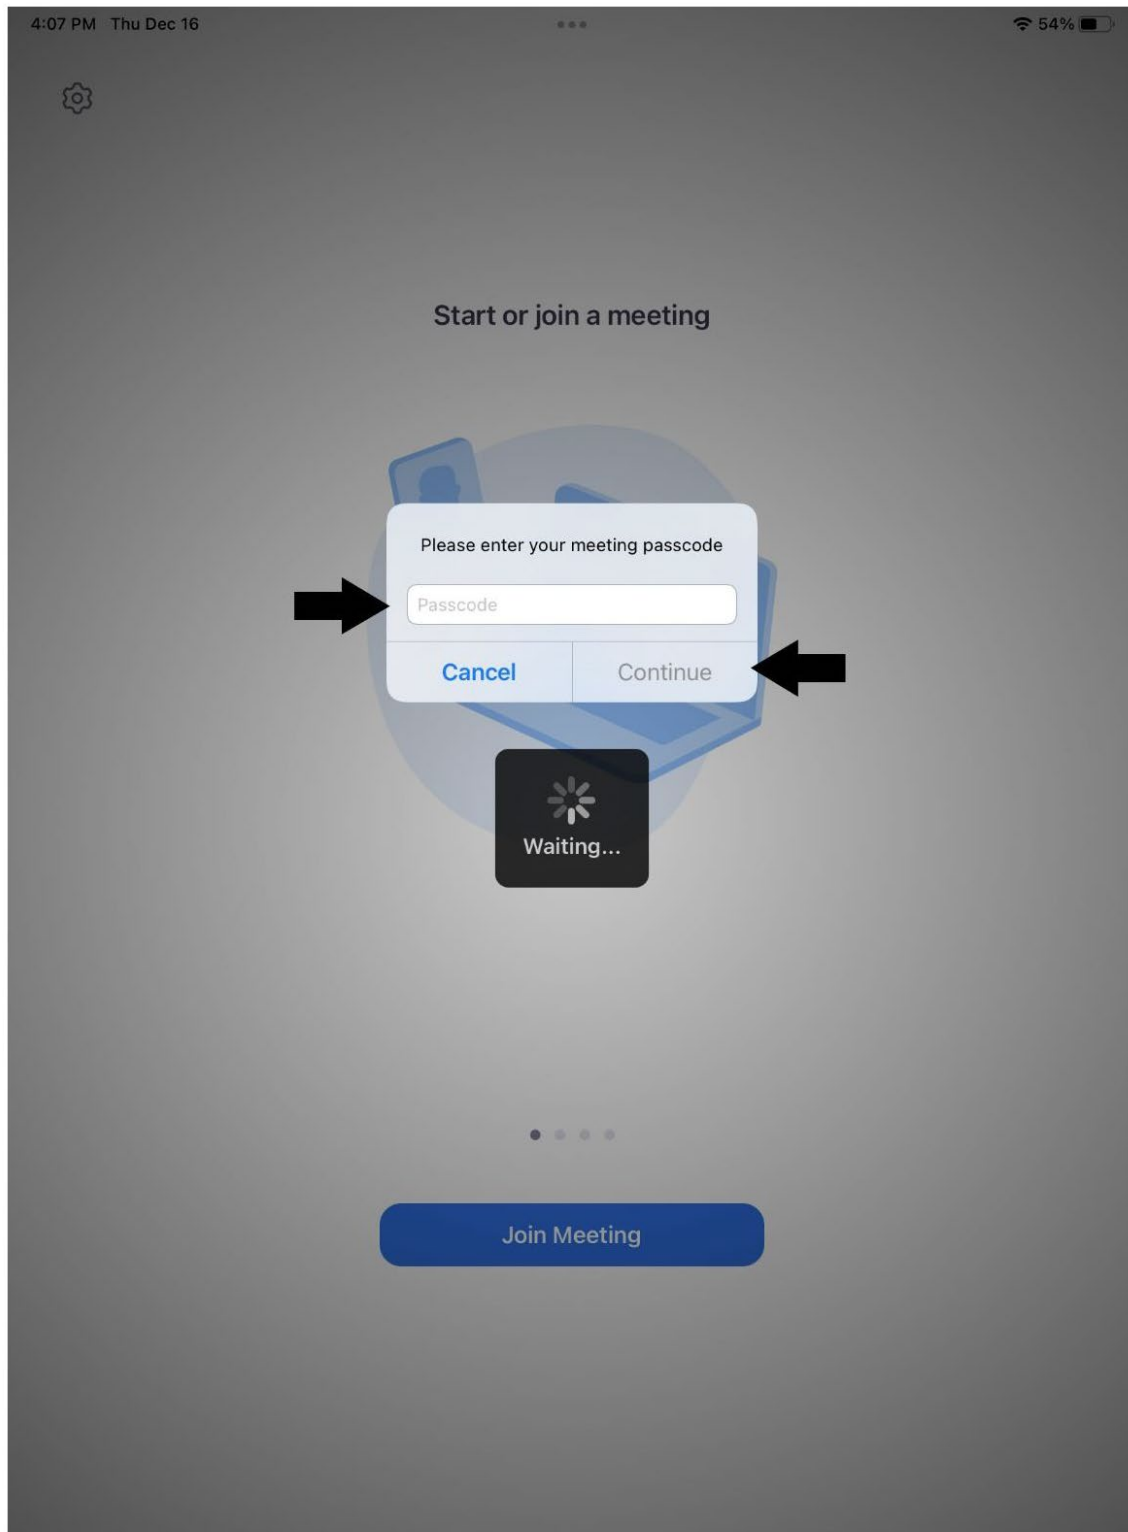 4:07 PM Thu Dec 16
54%
Start or join a meeting
Please enter your meeting passcode
Passcode
Cancel Continue
Waiting...
Join Meeting